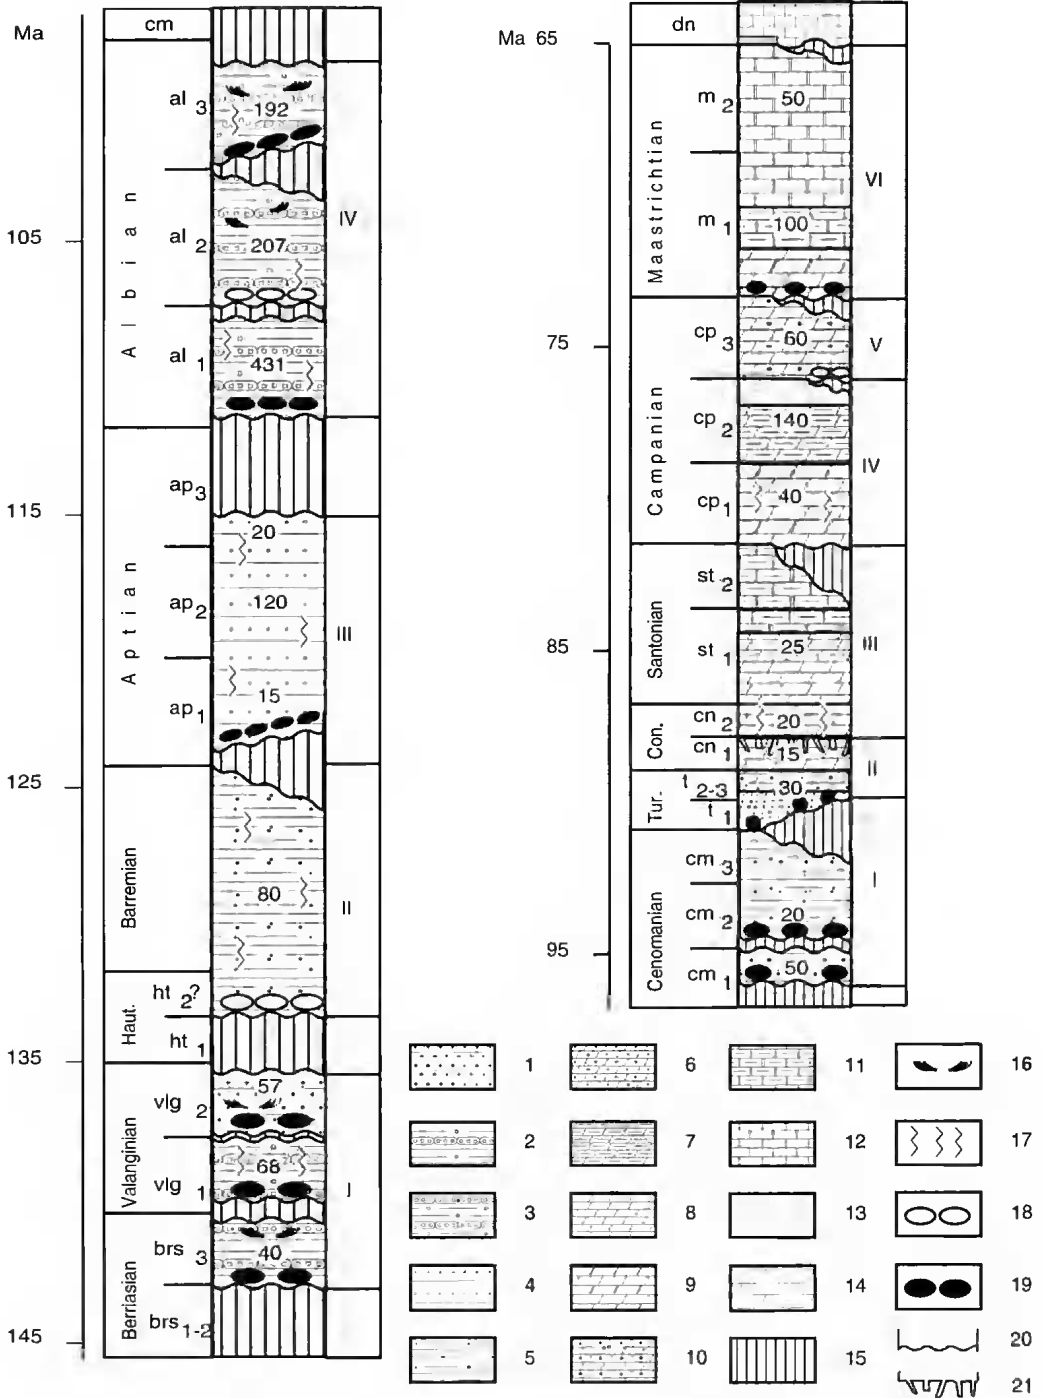 Ma
cm
Albian
al 3
192
al 2
207
al 1
431
IV
105
Aptian
ap 3
20
ap 2
120
ap 1
15
III
115
125
Barremian
80
II
Haut.
ht 2?
ht 1
135
Valanginian
vlg 2
57
vlg 1
68
I
Berriasian
brs 3
40
brs 1-2
145
Ma 65
dn
Maastrichtian
m 2
50
m 1
100
VI
75
Campanian
cp 3
60
V
cp 2
140
cp 1
40
IV
Santonian
st 2
st 1
25
III
85
Con.
cn 2
20
cn 1
15
II
Tur.
t 2-3
30
t 1
Cenomanian
cm 3
cm 2
20
cm 1
50
I
95
1
2
3
4
5
6
7
8
9
10
11
12
13
14
15
16
17
18
19
20
21